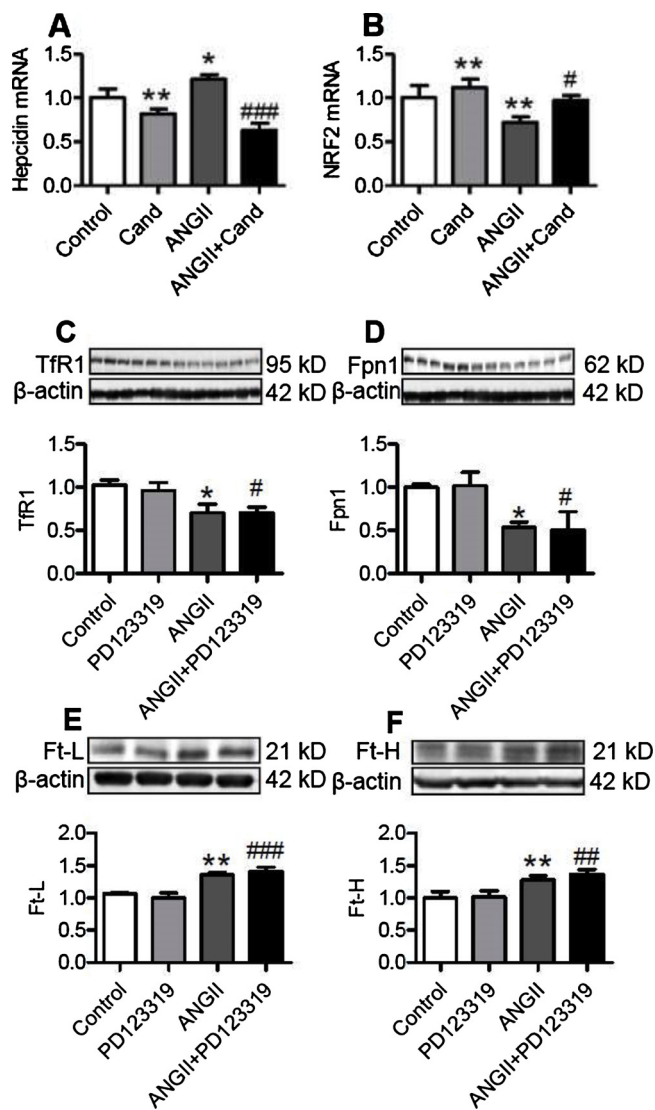 A
B
Hepcidin mRNA
1.5
1.0
0.5
0.0
**
*
###
Control
Cand
ANGII
ANGII+Cand
NRF2 mRNA
1.5
1.0
0.5
0.0
**
**
#
Control
Cand
ANGII
ANGII+Cand
C
TfR1
95 kD
β-actin
42 kD
TfR1
1.5
1.0
0.5
0.0
*
#
Control
PD123319
ANGII
ANGII+PD123319
D
Fpn1
62 kD
β-actin
42 kD
Fpn1
1.5
1.0
0.5
0.0
*
#
Control
PD123319
ANGII
ANGII+PD123319
E
Ft-L
21 kD
β-actin
42 kD
Ft-L
2.0
1.5
1.0
0.5
0.0
**
###
Control
PD123319
ANGII
ANGII+PD123319
F
Ft-H
21 kD
β-actin
42 kD
Ft-H
2.0
1.5
1.0
0.5
0.0
**
##
Control
PD123319
ANGII
ANGII+PD123319